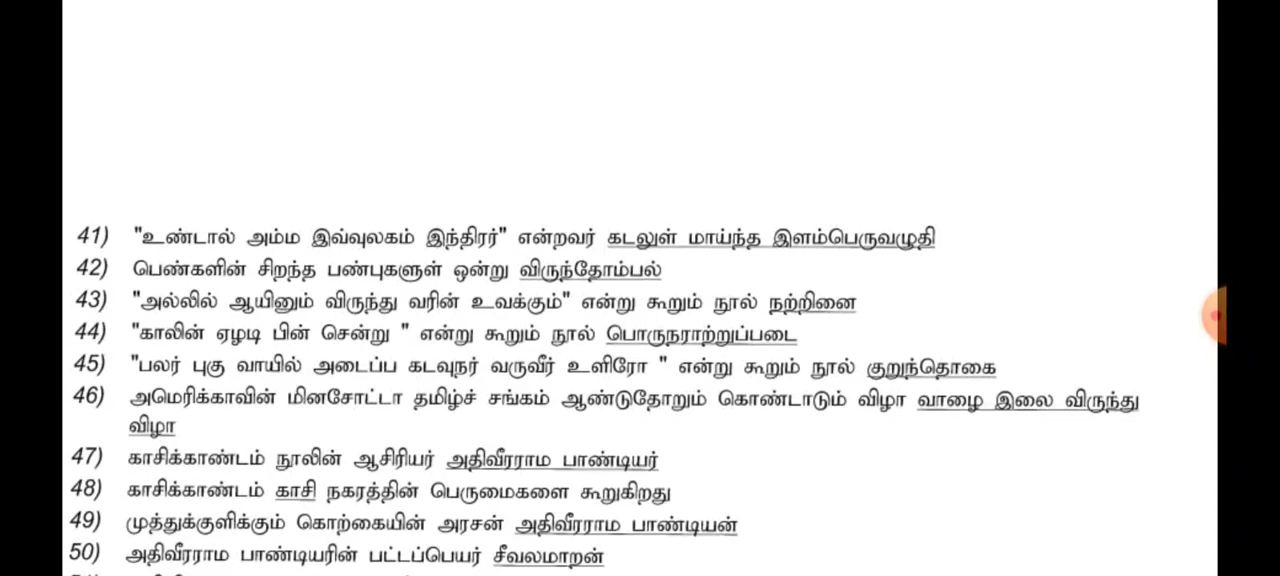 41) "உண்டால் அம்ம இவ்வுலகம் இந்திரர்" என்றவர் கடலுள் மாய்ந்த இளம்பெருவழுதி
42) பெண்களின் சிறந்த பண்புகளுள் ஒன்று விருந்தோம்பல்
43) "அல்லில் ஆயினும் விருந்து வரின் உவக்கும்" என்று கூறும் நூல் நற்றினை
44) "காலின் ஏழடி பின் சென்று " என்று கூறும் நூல் பொருநராற்றுப்படை
45) "பலர் புகு வாயில் அடைப்ப கடவுநர் வருவீர் உளிரோ " என்று கூறும் நூல் குறுந்தொகை
46) அமெரிக்காவின் மினசோட்டா தமிழ்ச் சங்கம் ஆண்டுதோறும் கொண்டாடும் விழா வாழை இலை விருந்து
விழா
47) காசிக்காண்டம் நூலின் ஆசிரியர் அதிவீரராம பாண்டியர்
48) காசிக்காண்டம் காசி நகரத்தின் பெருமைகளை கூறுகிறது
49) முத்துக்குளிக்கும் கொற்கையின் அரசன் அதிவீரராம பாண்டியன்
50) அதிவீரராம பாண்டியரின் பட்டப்பெயர் சீவலமாறன்